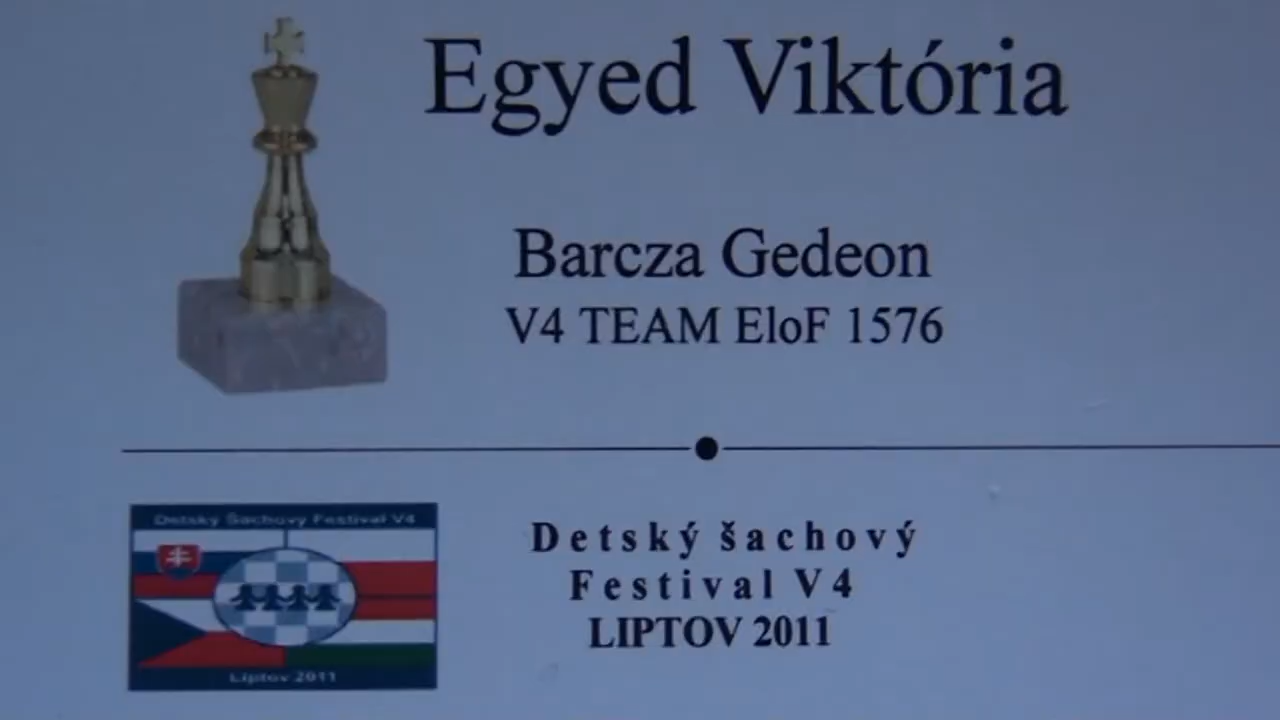 Egyed Viktória
Barcza Gedeon
V4 TEAM EloF 1576
Detský Šachový Festival V4
Liptov 2011
Detský šachový
Festival V4
LIPTOV 2011